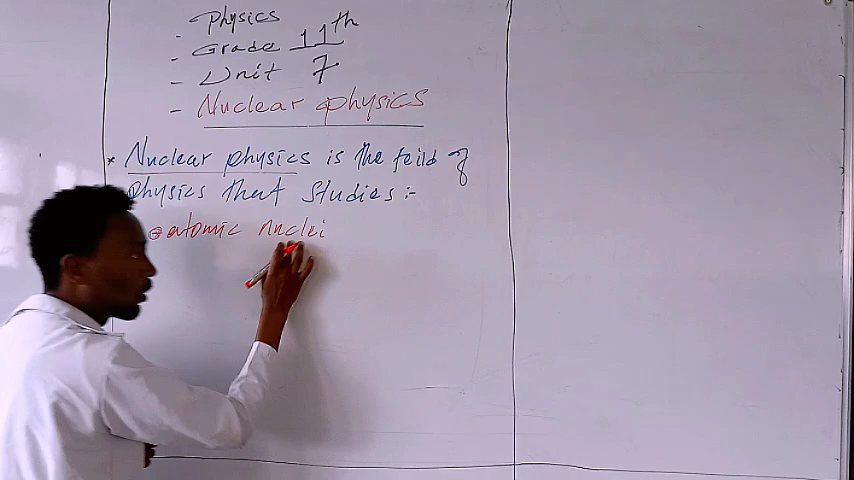 Physics
- Grade 11th
- Unit 7
- Nuclear physics
* Nuclear physics is the feild of
physics that studies:-
atomic nuclei